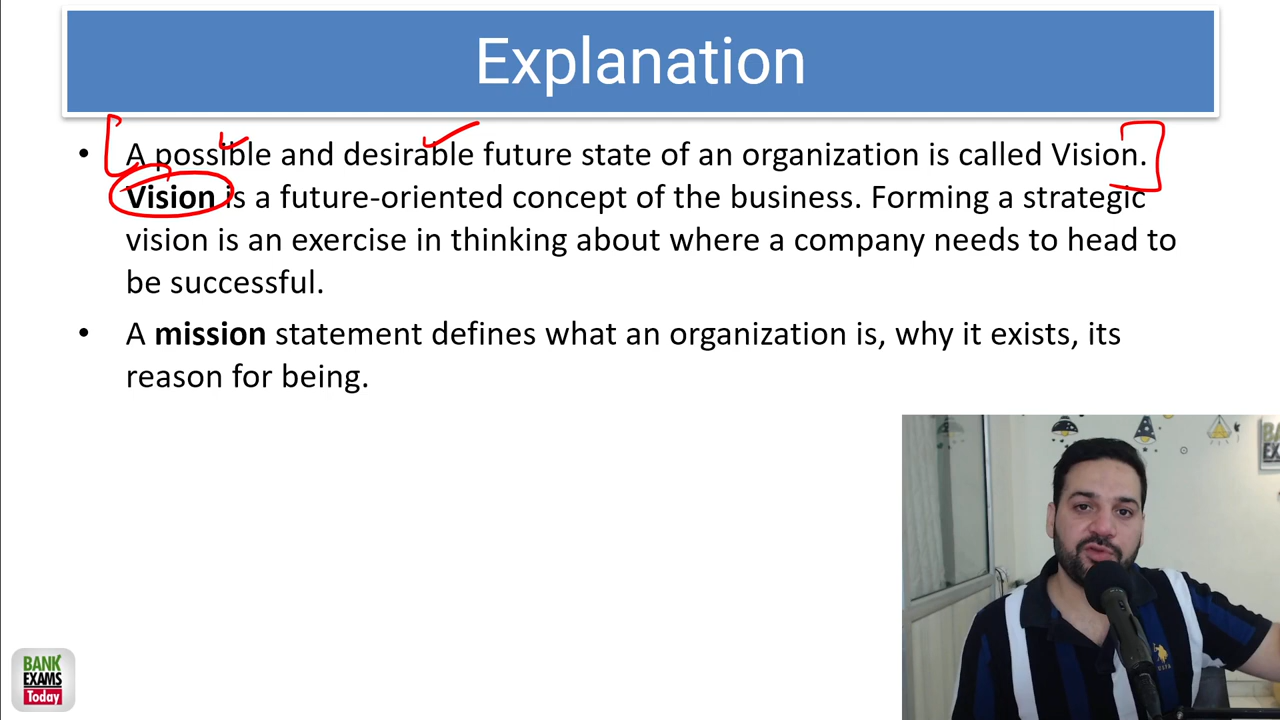 Explanation
• A possible and desirable future state of an organization is called Vision.
Vision is a future-oriented concept of the business. Forming a strategic
vision is an exercise in thinking about where a company needs to head to
be successful.
• A mission statement defines what an organization is, why it exists, its
reason for being.
BANK
EXAMS
Today